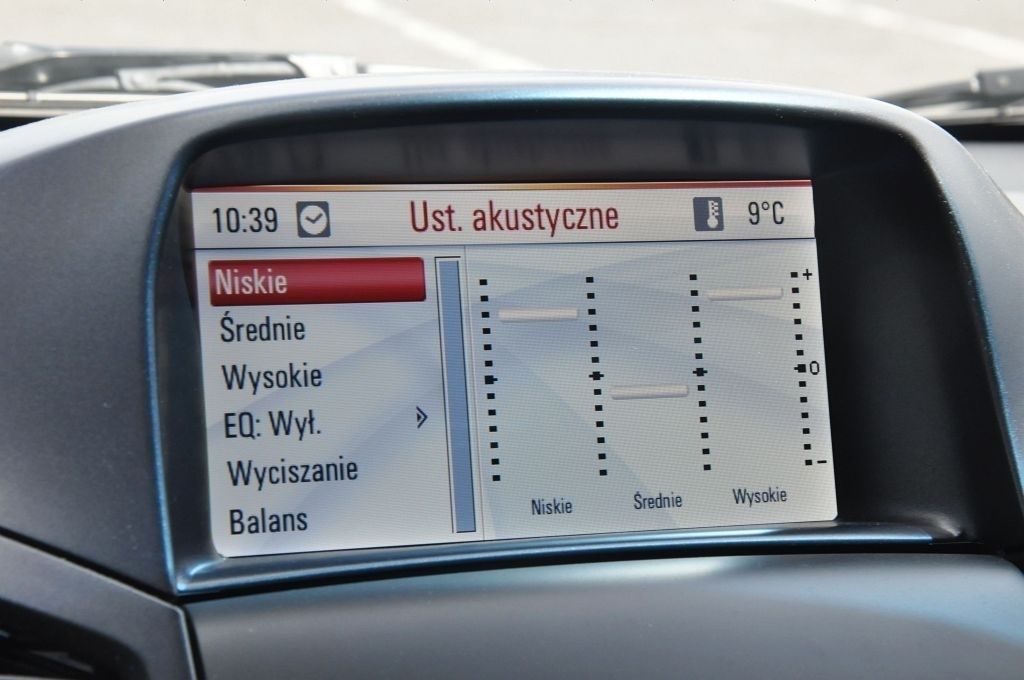 10:39 Ust. akustyczne 9°C
Niskie
Średnie
Wysokie
EQ: Wył.
Wyciszanie
Balans
+
0
-
Niskie Średnie Wysokie